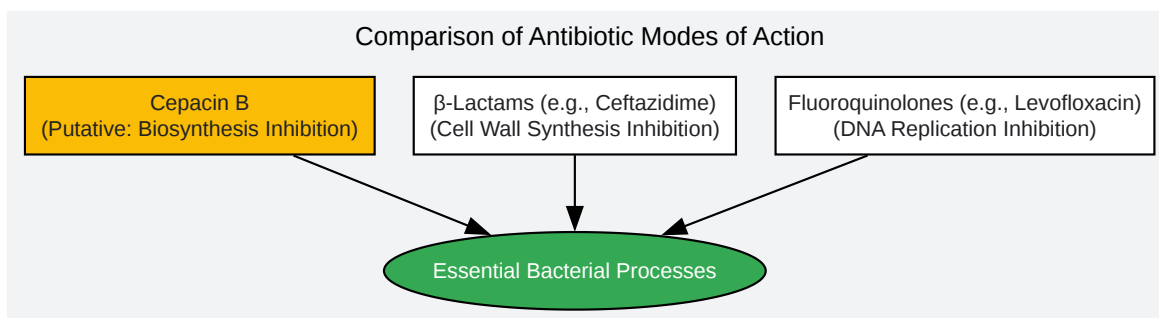 Comparison of Antibiotic Modes of Action
Cepacin B
(Putative: Biosynthesis Inhibition)
β-Lactams (e.g., Ceftazidime)
(Cell Wall Synthesis Inhibition)
Fluoroquinolones (e.g., Levofloxacin)
(DNA Replication Inhibition)
Essential Bacterial Processes